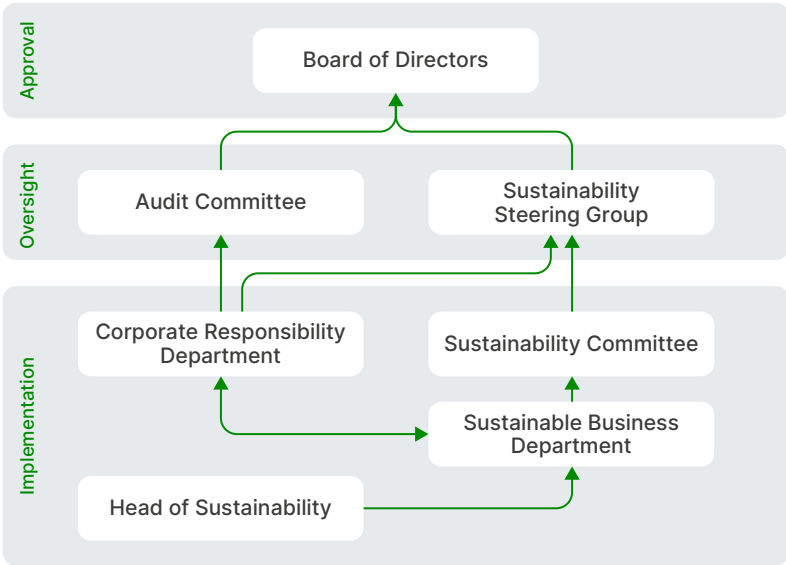 Approval
Board of Directors
Oversight
Audit Committee
Sustainability
Steering Group
Implementation
Corporate Responsibility
Department
Sustainability Committee
Sustainable Business
Department
Head of Sustainability